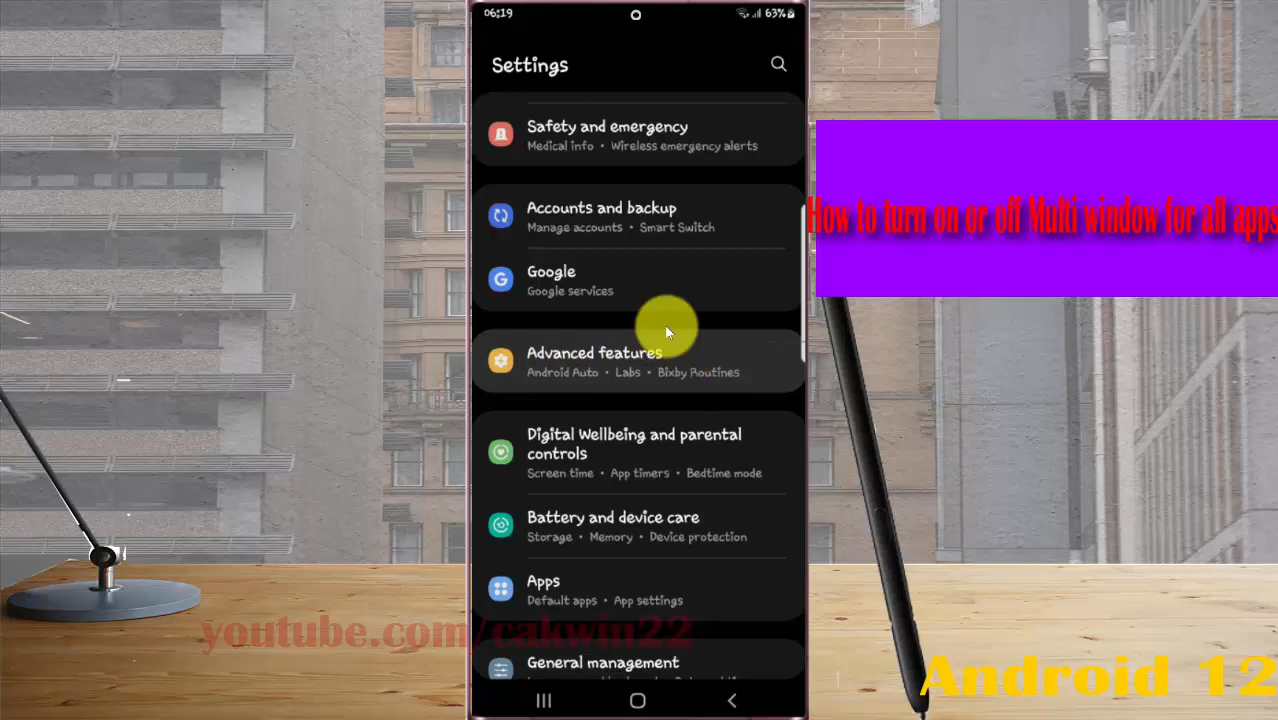 06:19
63%
Settings
Safety and emergency
Medical info • Wireless emergency alerts
Accounts and backup
Manage accounts • Smart Switch
Google
Google services
Advanced features
Android Auto • Labs • Bixby Routines
Digital Wellbeing and parental
controls
Screen time • App timers • Bedtime mode
Battery and device care
Storage • Memory • Device protection
Apps
Default apps • App settings
General management
How to turn on or off Multi window for all apps
youtube.com/cakwin22
Android 12